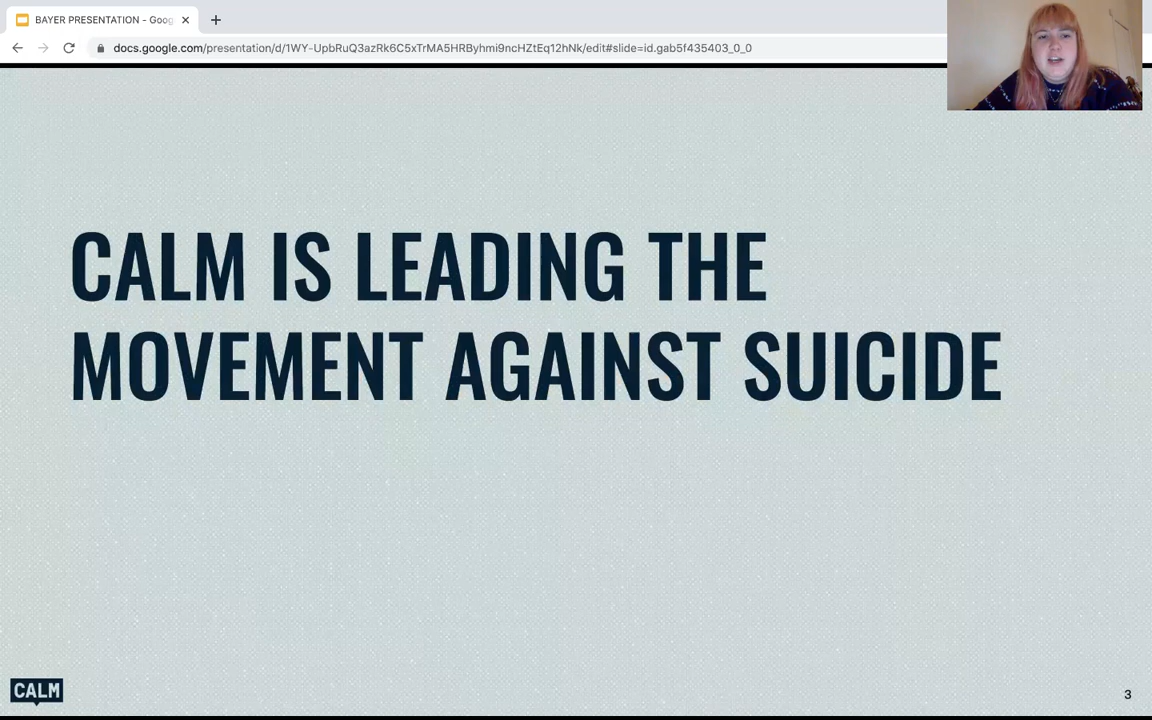 BAYER PRESENTATION - Goog
docs.google.com/presentation/d/1WY-UpbRuQ3azRk6C5xTrMA5HRByhmi9ncHZtEq12hNk/edit#slide=id.gab5f435403_0_0
CALM IS LEADING THE
MOVEMENT AGAINST SUICIDE
CALM
3